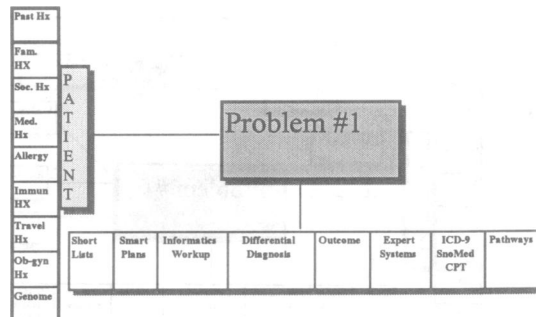 Past Hx
Fam.
HX
Soc. Hx
Med.
Hx
Allergy
Immun
HX
Travel
Hx
Ob-gyn
Hx
Genome
PATIENT
Problem #1
Short
Lists
Smart
Plans
Informatics
Workup
Differential
Diagnosis
Outcome
Expert
Systems
ICD-9
SnoMed
CPT
Pathways